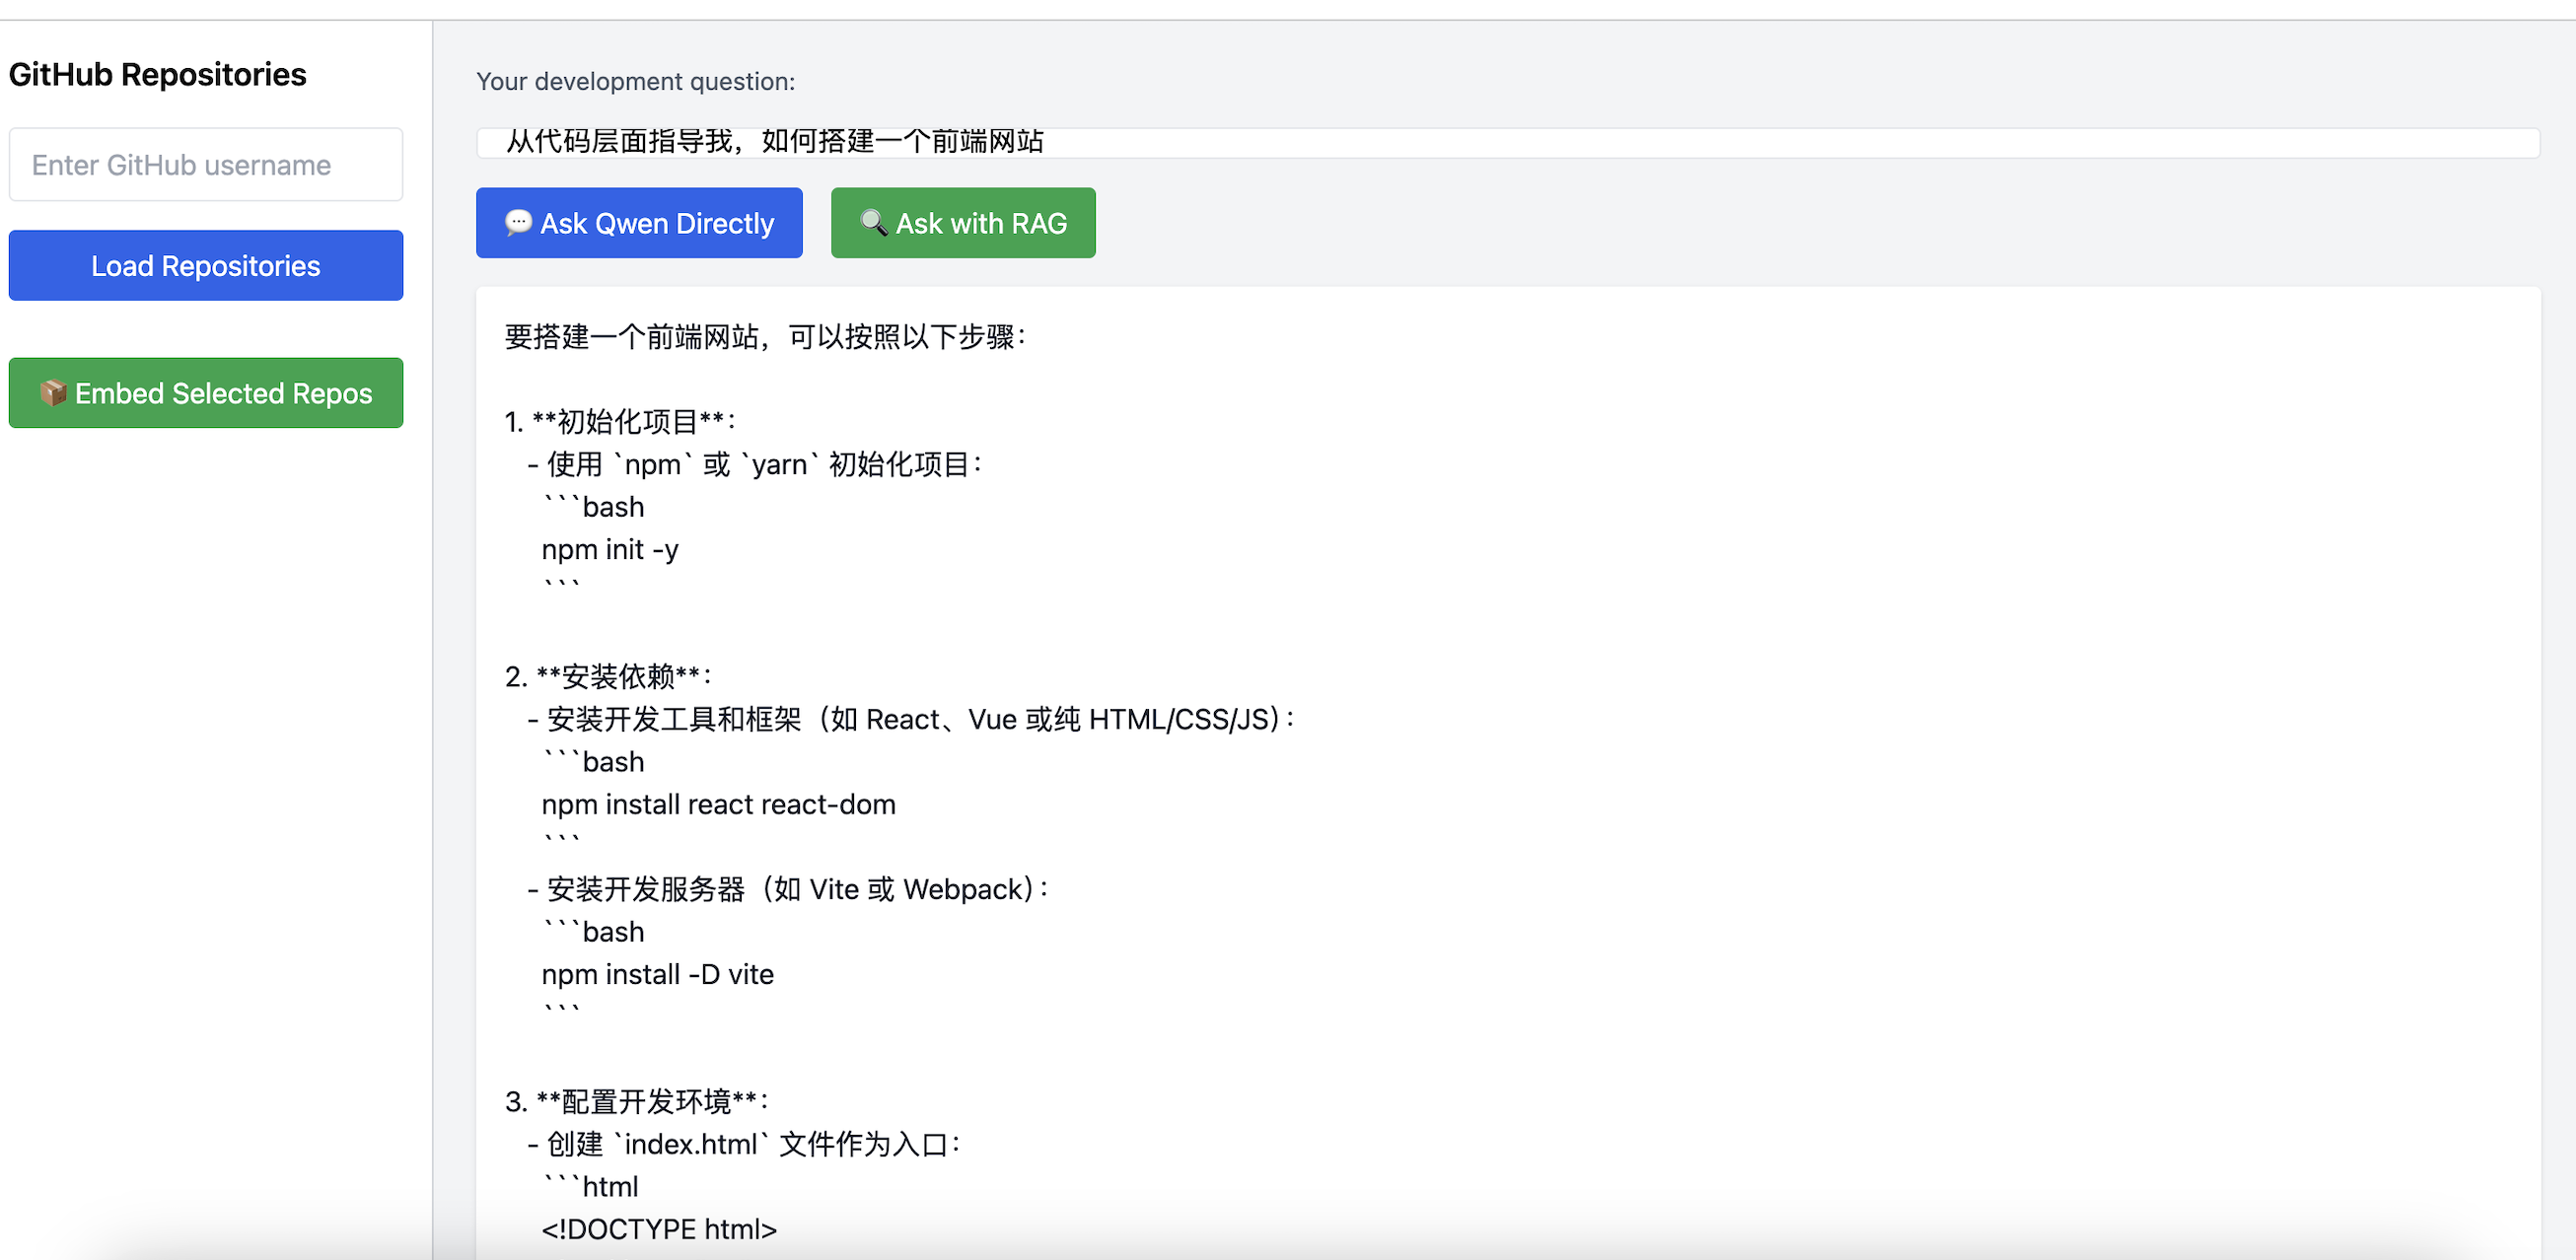 GitHub Repositories
Enter GitHub username
Load Repositories
📦 Embed Selected Repos
Your development question:
从代码层面指导我，如何搭建一个前端网站
💬 Ask Qwen Directly
🔍 Ask with RAG
要搭建一个前端网站，可以按照以下步骤：
1. **初始化项目**：
- 使用 `npm` 或 `yarn` 初始化项目：
```bash
npm init -y
```
2. **安装依赖**：
- 安装开发工具和框架（如 React、Vue 或纯 HTML/CSS/JS）：
```bash
npm install react react-dom
```
- 安装开发服务器（如 Vite 或 Webpack）：
```bash
npm install -D vite
```
3. **配置开发环境**：
- 创建 `index.html` 文件作为入口：
```html
<!DOCTYPE html>